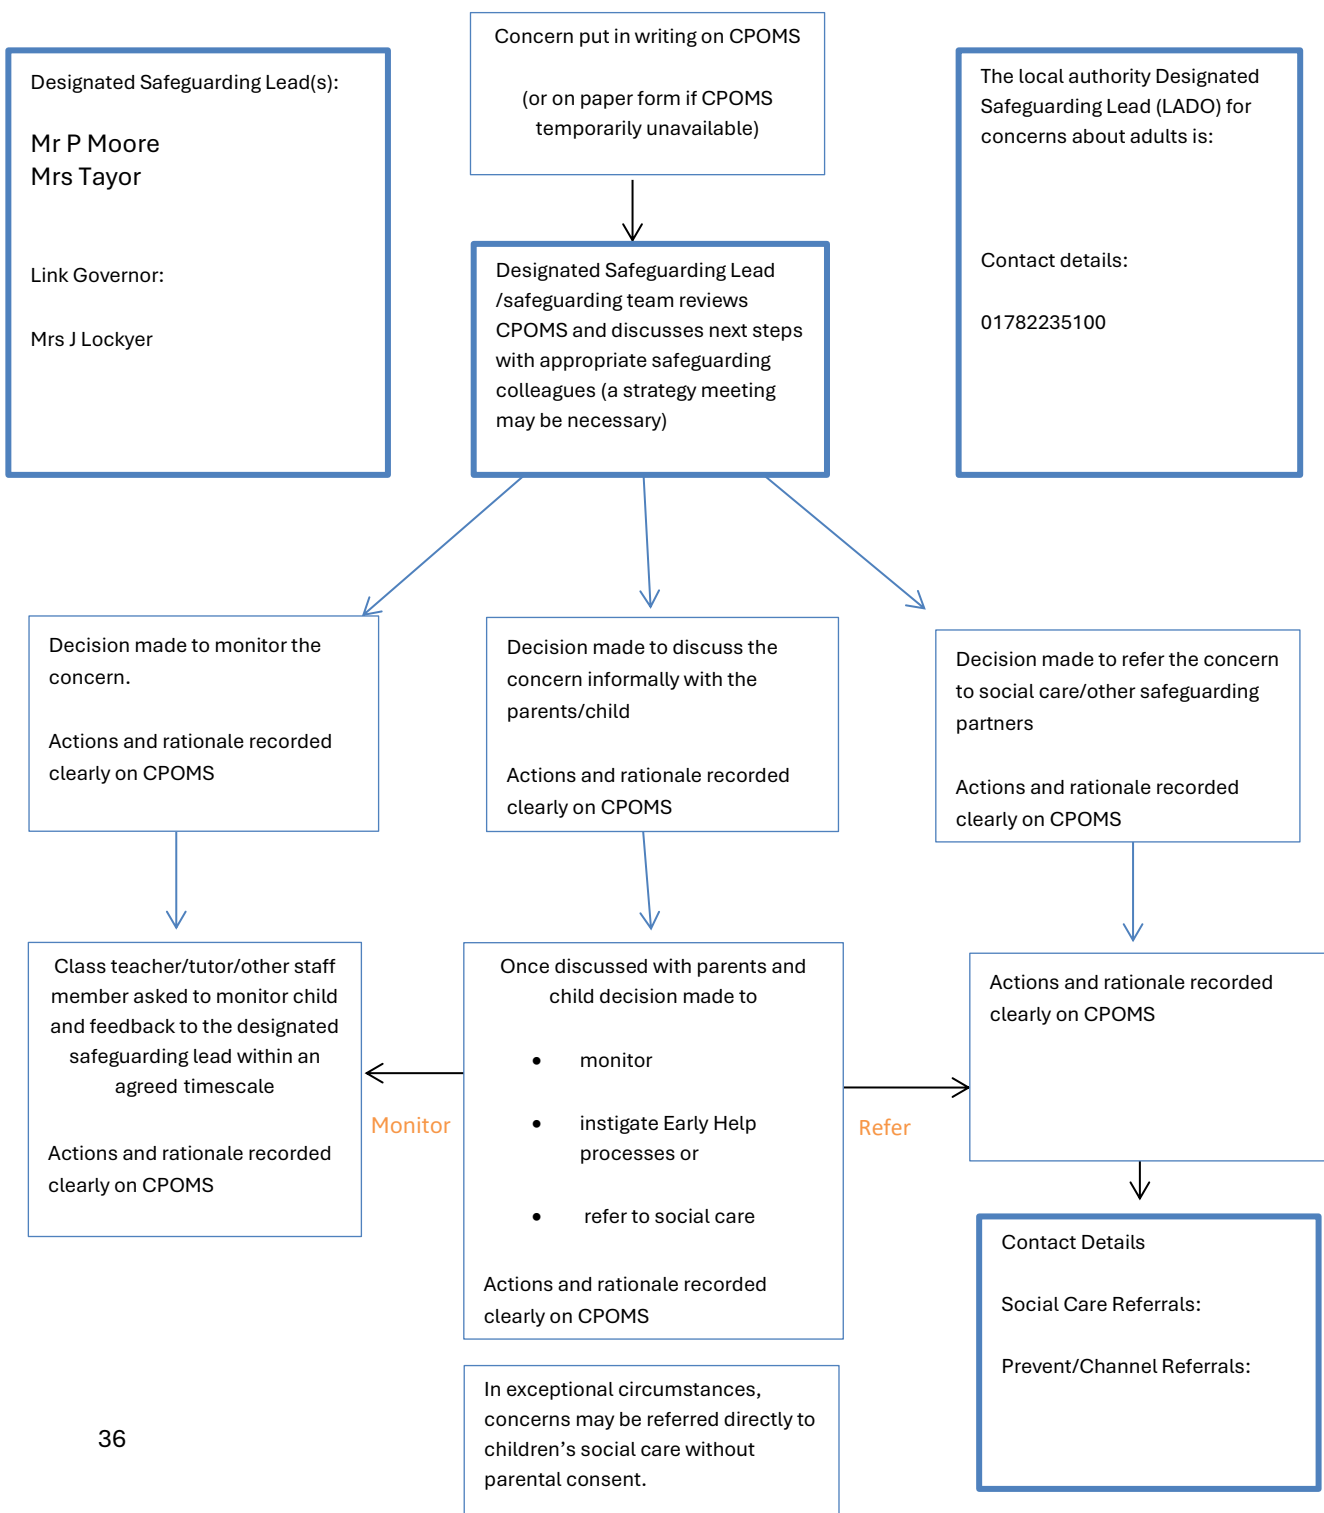 Concern put in writing on CPOMS
(or on paper form if CPOMS
temporarily unavailable)
Designated Safeguarding Lead(s):
Mr P Moore
Mrs Tayor
Link Governor:
Mrs J Lockyer
The local authority Designated
Safeguarding Lead (LADO) for
concerns about adults is:
Contact details:
01782235100
Designated Safeguarding Lead
/safeguarding team reviews
CPOMS and discusses next steps
with appropriate safeguarding
colleagues (a strategy meeting
may be necessary)
Decision made to monitor the
concern.
Actions and rationale recorded
clearly on CPOMS
Decision made to discuss the
concern informally with the
parents/child
Actions and rationale recorded
clearly on CPOMS
Decision made to refer the concern
to social care/other safeguarding
partners
Actions and rationale recorded
clearly on CPOMS
Class teacher/tutor/other staff
member asked to monitor child
and feedback to the designated
safeguarding lead within an
agreed timescale
Actions and rationale recorded
clearly on CPOMS
Monitor
Once discussed with parents and
child decision made to
• monitor
• instigate Early Help
processes or
• refer to social care
Actions and rationale recorded
clearly on CPOMS
Refer
Actions and rationale recorded
clearly on CPOMS
Contact Details
Social Care Referrals:
Prevent/Channel Referrals:
In exceptional circumstances,
concerns may be referred directly to
children’s social care without
parental consent.
36